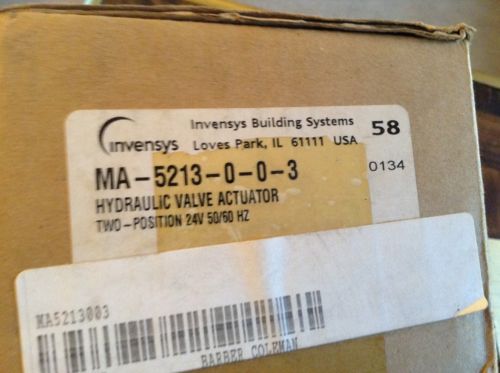 invensys
Invensys Building Systems
Loves Park, IL 61111 USA
58
MA-5213-0-0-3
0134
HYDRAULIC VALVE ACTUATOR
TWO-POSITION 24V 50/60 HZ
MA5213003
BARBER COLEMAN